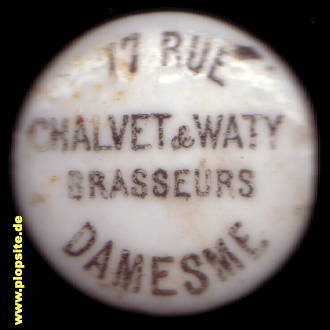 17 RUE
CHALVET & WATY
BRASSEURS
DAMESME
www.plopsite.de